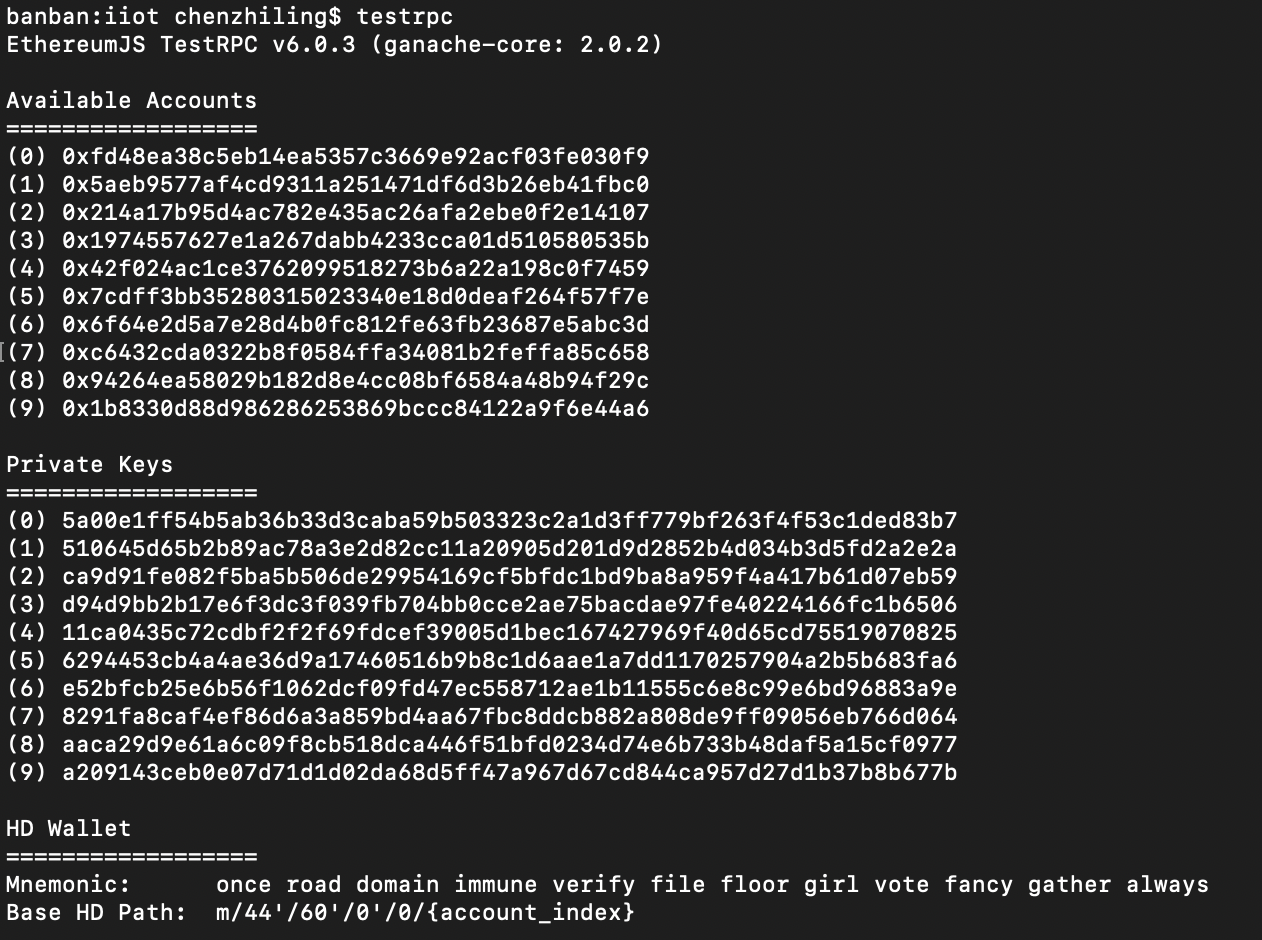 banban:iiot chenzhiling$ testrpc
EthereumJS TestRPC v6.0.3 (ganache-core: 2.0.2)
Available Accounts
==================
(0) 0xfd48ea38c5eb14ea5357c3669e92acf03fe030f9
(1) 0x5aeb9577af4cd9311a251471df6d3b26eb41fbc0
(2) 0x214a17b95d4ac782e435ac26afa2ebe0f2e14107
(3) 0x1974557627e1a267dabb4233cca01d510580535b
(4) 0x42f024ac1ce3762099518273b6a22a198c0f7459
(5) 0x7cdff3bb35280315023340e18d0deaf264f57f7e
(6) 0x6f64e2d5a7e28d4b0fc812fe63fb23687e5abc3d
(7) 0xc6432cda0322b8f0584ffa34081b2feffa85c658
(8) 0x94264ea58029b182d8e4cc08bf6584a48b94f29c
(9) 0x1b8330d88d986286253869bccc84122a9f6e44a6
Private Keys
==================
(0) 5a00e1ff54b5ab36b33d3caba59b503323c2a1d3ff779bf263f4f53c1ded83b7
(1) 510645d65b2b89ac78a3e2d82cc11a20905d201d9d2852b4d034b3d5fd2a2e2a
(2) ca9d91fe082f5ba5b506de29954169cf5bfdc1bd9ba8a959f4a417b61d07eb59
(3) d94d9bb2b17e6f3dc3f039fb704bb0cce2ae75bacdae97fe40224166fc1b6506
(4) 11ca0435c72cdbf2f2f69fdcef39005d1bec167427969f40d65cd75519070825
(5) 6294453cb4a4ae36d9a17460516b9b8c1d6aae1a7dd1170257904a2b5b683fa6
(6) e52bfcb25e6b56f1062dcf09fd47ec558712ae1b11555c6e8c99e6bd96883a9e
(7) 8291fa8caf4ef86d6a3a859bd4aa67fbc8ddcb882a808de9ff09056eb766d064
(8) aaca29d9e61a6c09f8cb518dca446f51bfd0234d74e6b733b48daf5a15cf0977
(9) a209143ceb0e07d71d1d02da68d5ff47a967d67cd844ca957d27d1b37b8b677b
HD Wallet
==================
Mnemonic:      once road domain immune verify file floor girl vote fancy gather always
Base HD Path:  m/44'/60'/0'/0/{account_index}